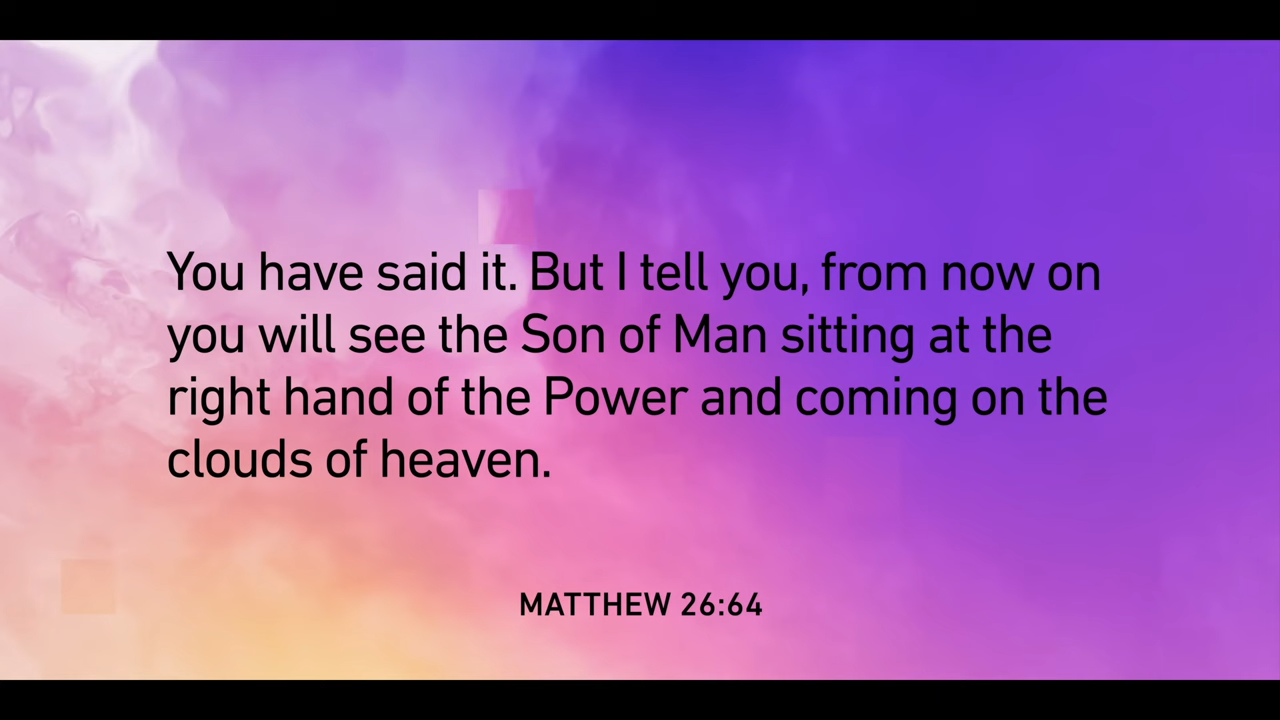 You have said it. But I tell you, from now on
you will see the Son of Man sitting at the
right hand of the Power and coming on the
clouds of heaven.
MATTHEW 26:64